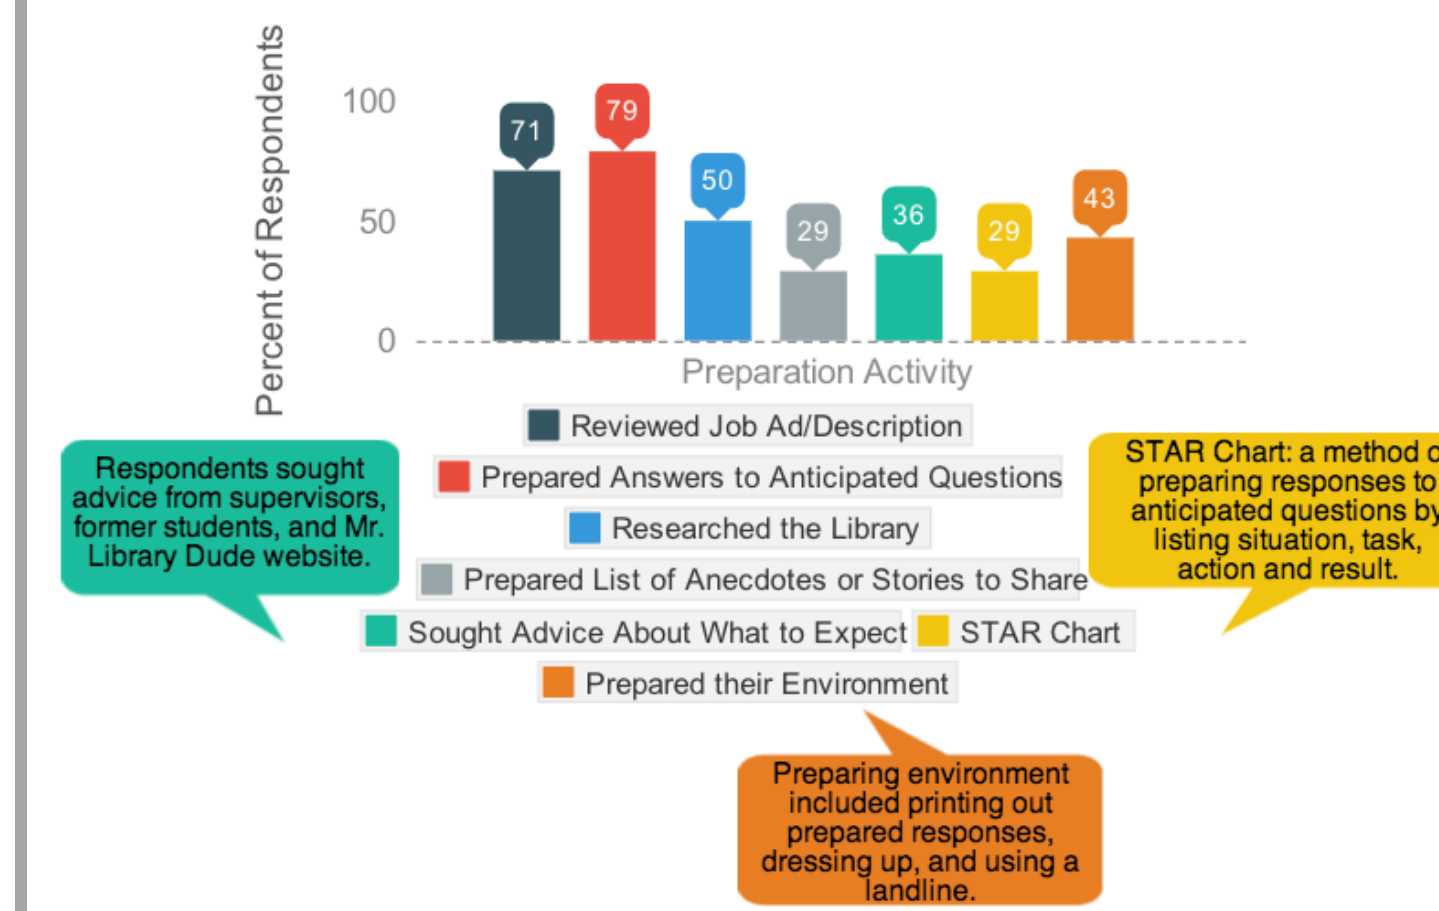 Percent of Respondents
100
50
0
71
79
50
29
36
29
43
Preparation Activity
Reviewed Job Ad/Description
Prepared Answers to Anticipated Questions
Researched the Library
Prepared List of Anecdotes or Stories to Share
Sought Advice About What to Expect
STAR Chart
Prepared their Environment
Respondents sought
advice from supervisors,
former students, and Mr.
Library Dude website.
STAR Chart: a method
preparing responses to
anticipated questions by
listing situation, task,
action and result.
Preparing environment
included printing out
prepared responses,
dressing up, and using a
landline.